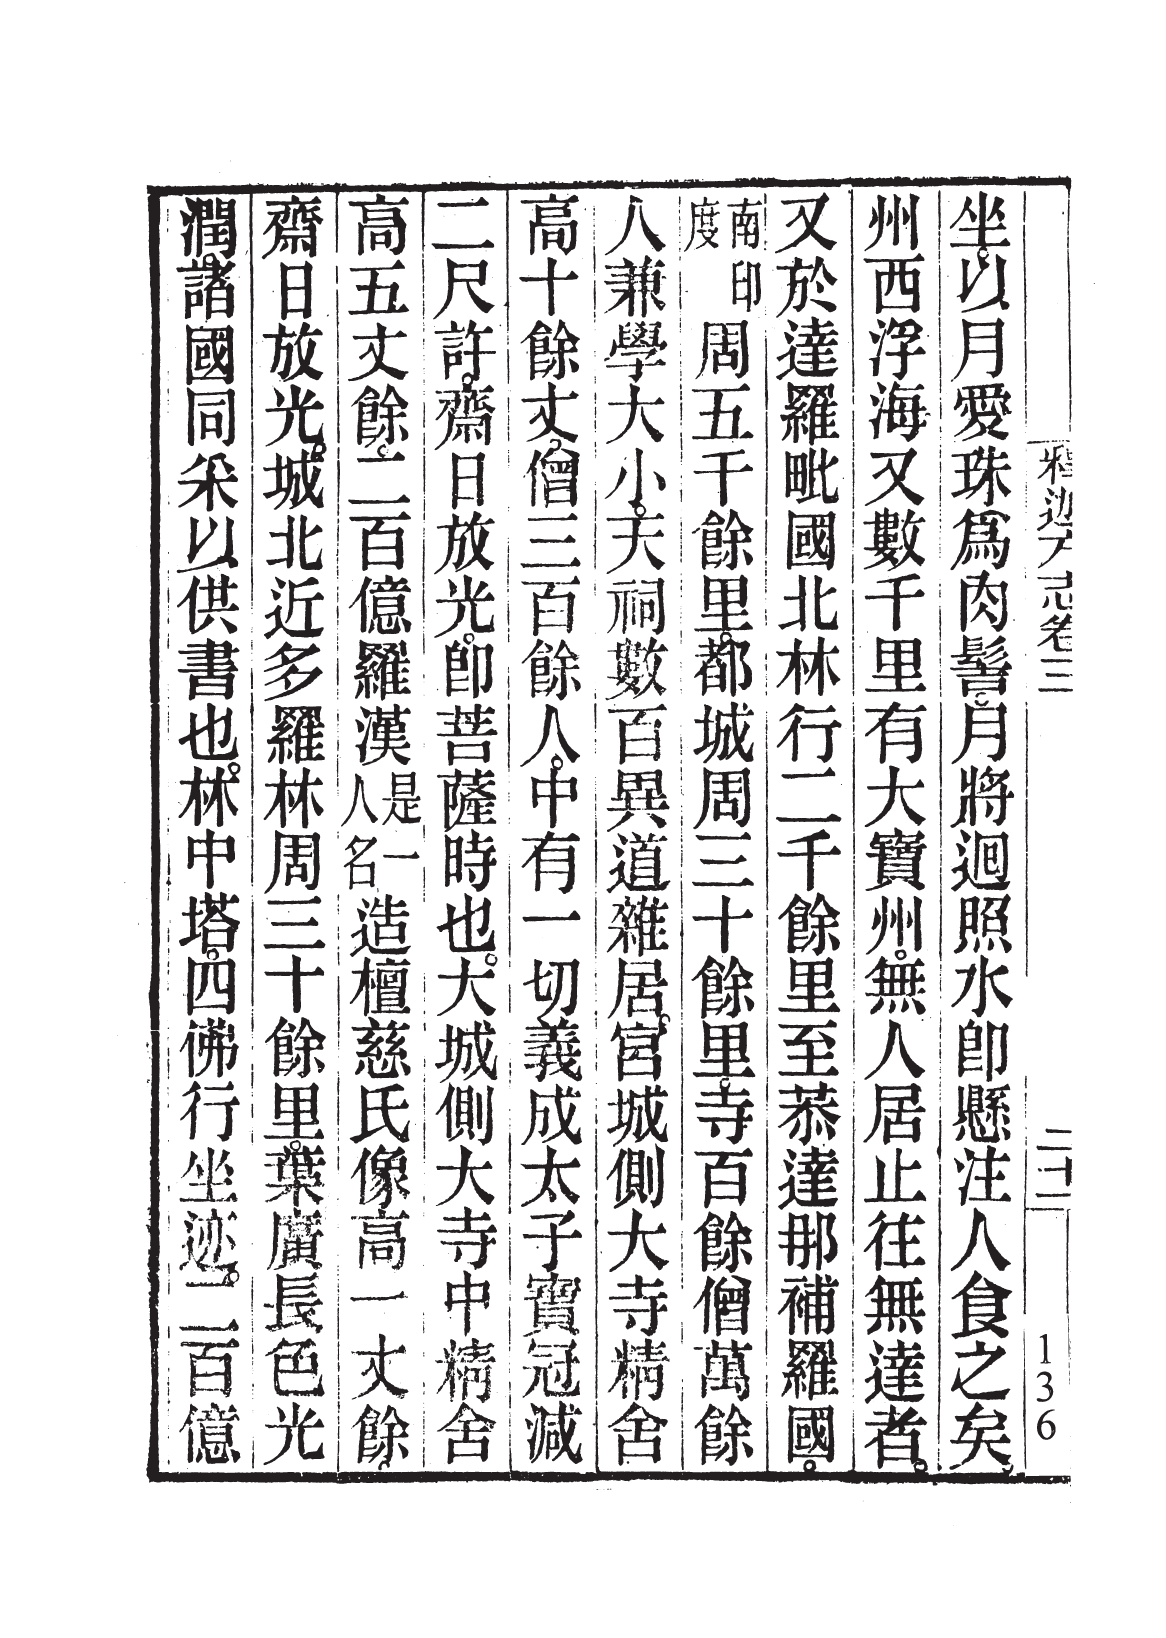 釋迦方志卷三
二十二
136
坐。以月愛珠爲肉髻。月將迴照水卽懸注人食之矣。
州西浮海又數千里有大寶州。無人居止往無達者。
又於達羅毗國北林行二千餘里至恭達那補羅國。
南印度周五千餘里。都城周三十餘里。寺百餘僧萬餘
人兼學大小。天祠數百異道雜居。宮城側大寺精舍
高十餘丈。僧三百餘人。中有一切義成太子寶冠減
二尺許。齋日放光。卽菩薩時也。大城側大寺中精舍
高五丈餘。二百億羅漢是一人名造檀慈氏像高一丈餘。
齋日放光。城北近多羅林周三十餘里。葉廣長色光
潤。諸國同采以供書也。林中塔。四佛行坐迹。二百億